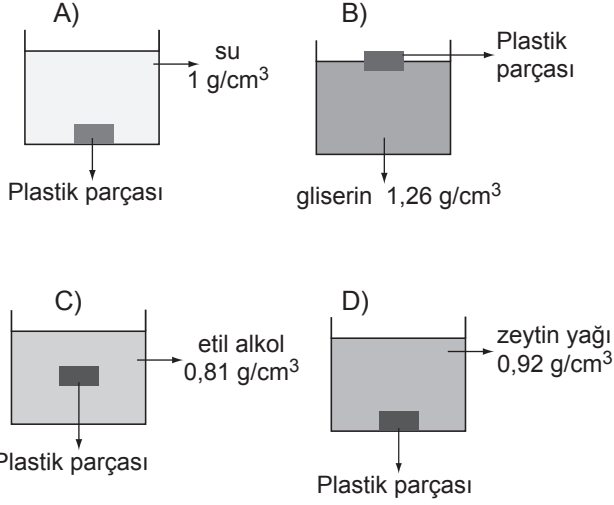 A)
su
1 g/cm³
Plastik parçası
B)
Plastik
parçası
gliserin 1,26 g/cm³
C)
etil alkol
0,81 g/cm³
Plastik parçası
D)
zeytin yağı
0,92 g/cm³
Plastik parçası